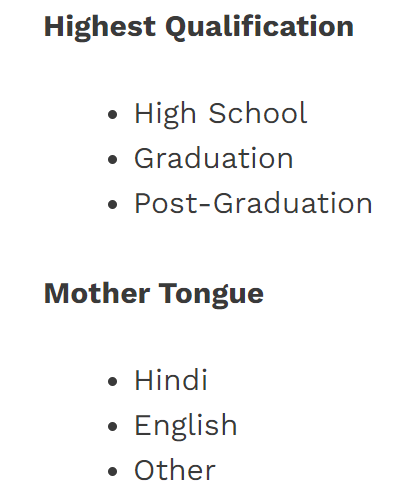 Highest Qualification
• High School
• Graduation
• Post-Graduation
Mother Tongue
• Hindi
• English
• Other